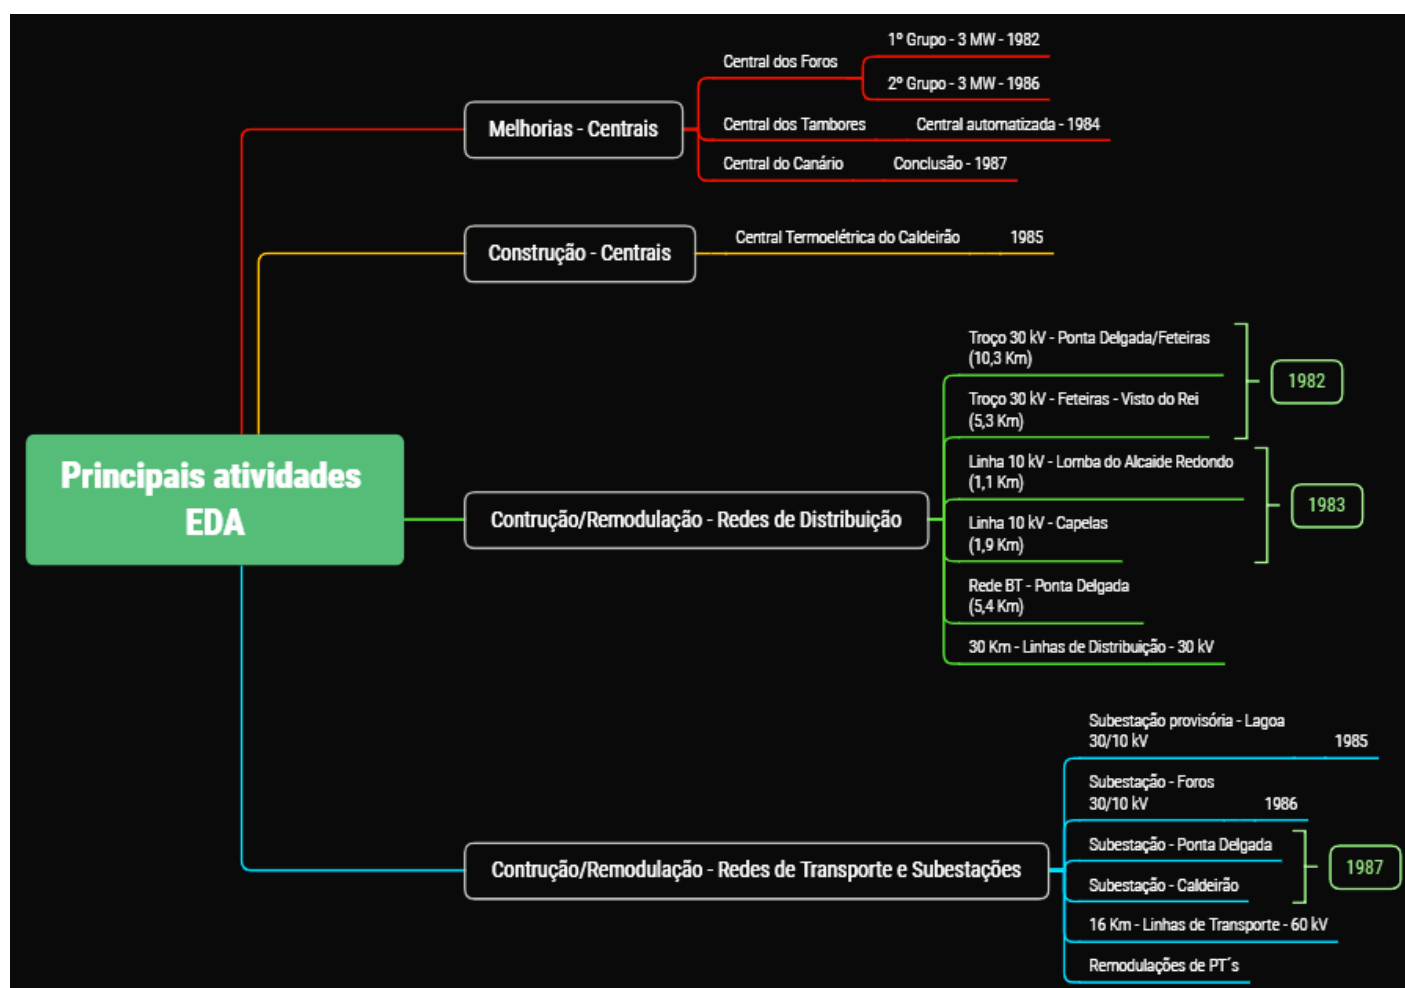 Principais atividades
EDA
Melhorias - Centrais
Central dos Foros
1º Grupo - 3 MW - 1982
2º Grupo - 3 MW - 1986
Central dos Tambores
Central automatizada - 1984
Central do Canário
Conclusão - 1987
Construção - Centrais
Central Termoelétrica do Caldeirão
1985
Contrução/Remodulação - Redes de Distribuição
Troço 30 kV - Ponta Delgada/Feteiras
(10,3 Km)
Troço 30 kV - Feteiras - Visto do Rei
(5,3 Km)
1982
Linha 10 kV - Lomba do Alcaide Redondo
(1,1 Km)
Linha 10 kV - Capelas
(1,9 Km)
1983
Rede BT - Ponta Delgada
(5,4 Km)
30 Km - Linhas de Distribuição - 30 kV
Contrução/Remodulação - Redes de Transporte e Subestações
Subestação provisória - Lagoa
30/10 kV
1985
Subestação - Foros
30/10 kV
1986
Subestação - Ponta Delgada
Subestação - Caldeirão
1987
16 Km - Linhas de Transporte - 60 kV
Remodulações de PT´s